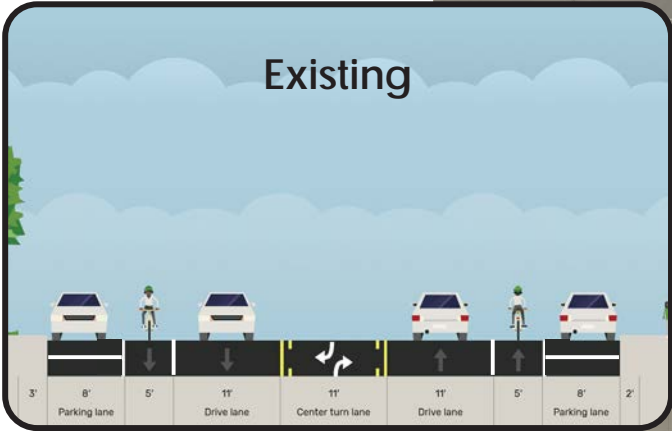 Existing
3' 8' 5' 11' 11' 11' 5' 8' 2'
Parking lane Drive lane Center turn lane Drive lane Parking lane